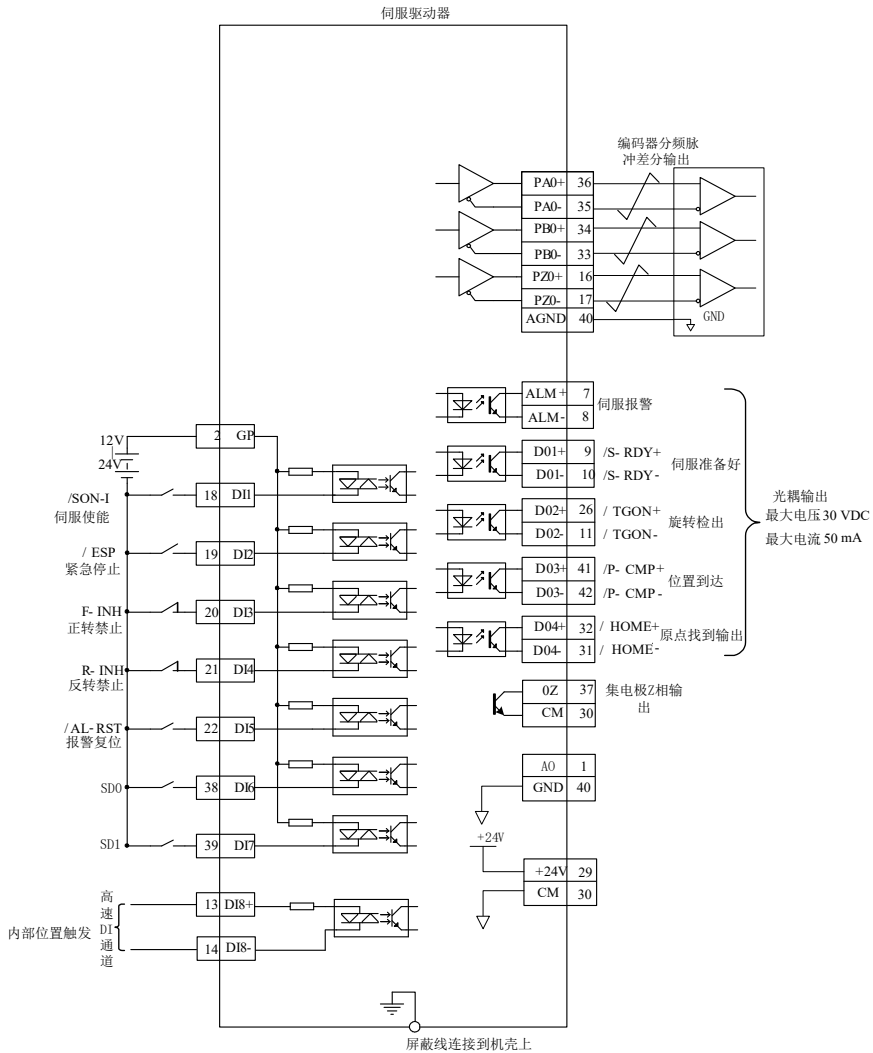 伺服驱动器
编码器分频脉
冲差分输出
PA0+ 36
PA0- 35
PB0+ 34
PB0- 33
PZ0+ 16
PZ0- 17
AGND 40
GND
ALM+ 7
ALM- 8
伺服报警
D01+ 9 /S- RDY+
D01- 10 /S- RDY-
伺服准备好
D02+ 26 / TGON+
D02- 11 / TGON-
旋转检出
D03+ 41 /P- CMP+
D03- 42 /P- CMP-
位置到达
D04+ 32 / HOME+
D04- 31 / HOME-
原点找到输出
光耦输出
最大电压 30 VDC
最大电流 50 mA
0Z 37
CM 30
集电极Z相输
出
AO 1
GND 40
+24V
+24V 29
CM 30
12V
24V
2 GP
/SON-I
伺服使能
18 DI1
/ ESP
紧急停止
19 DI2
F- INH
正转禁止
20 DI3
R- INH
反转禁止
21 DI4
/AL-RST
报警复位
22 DI5
SD0
38 DI6
SD1
39 DI7
内部位置触发
高
速
DI
通
道
13 DI8+
14 DI8-
屏蔽线连接到机壳上